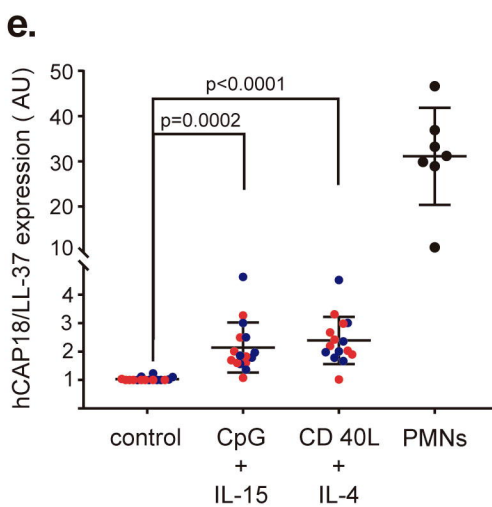 e.
hCAP18/LL-37 expression ( AU)
50
40
30
20
10
4
3
2
1
p<0.0001
p=0.0002
control
CpG
+
IL-15
CD 40L
+
IL-4
PMNs